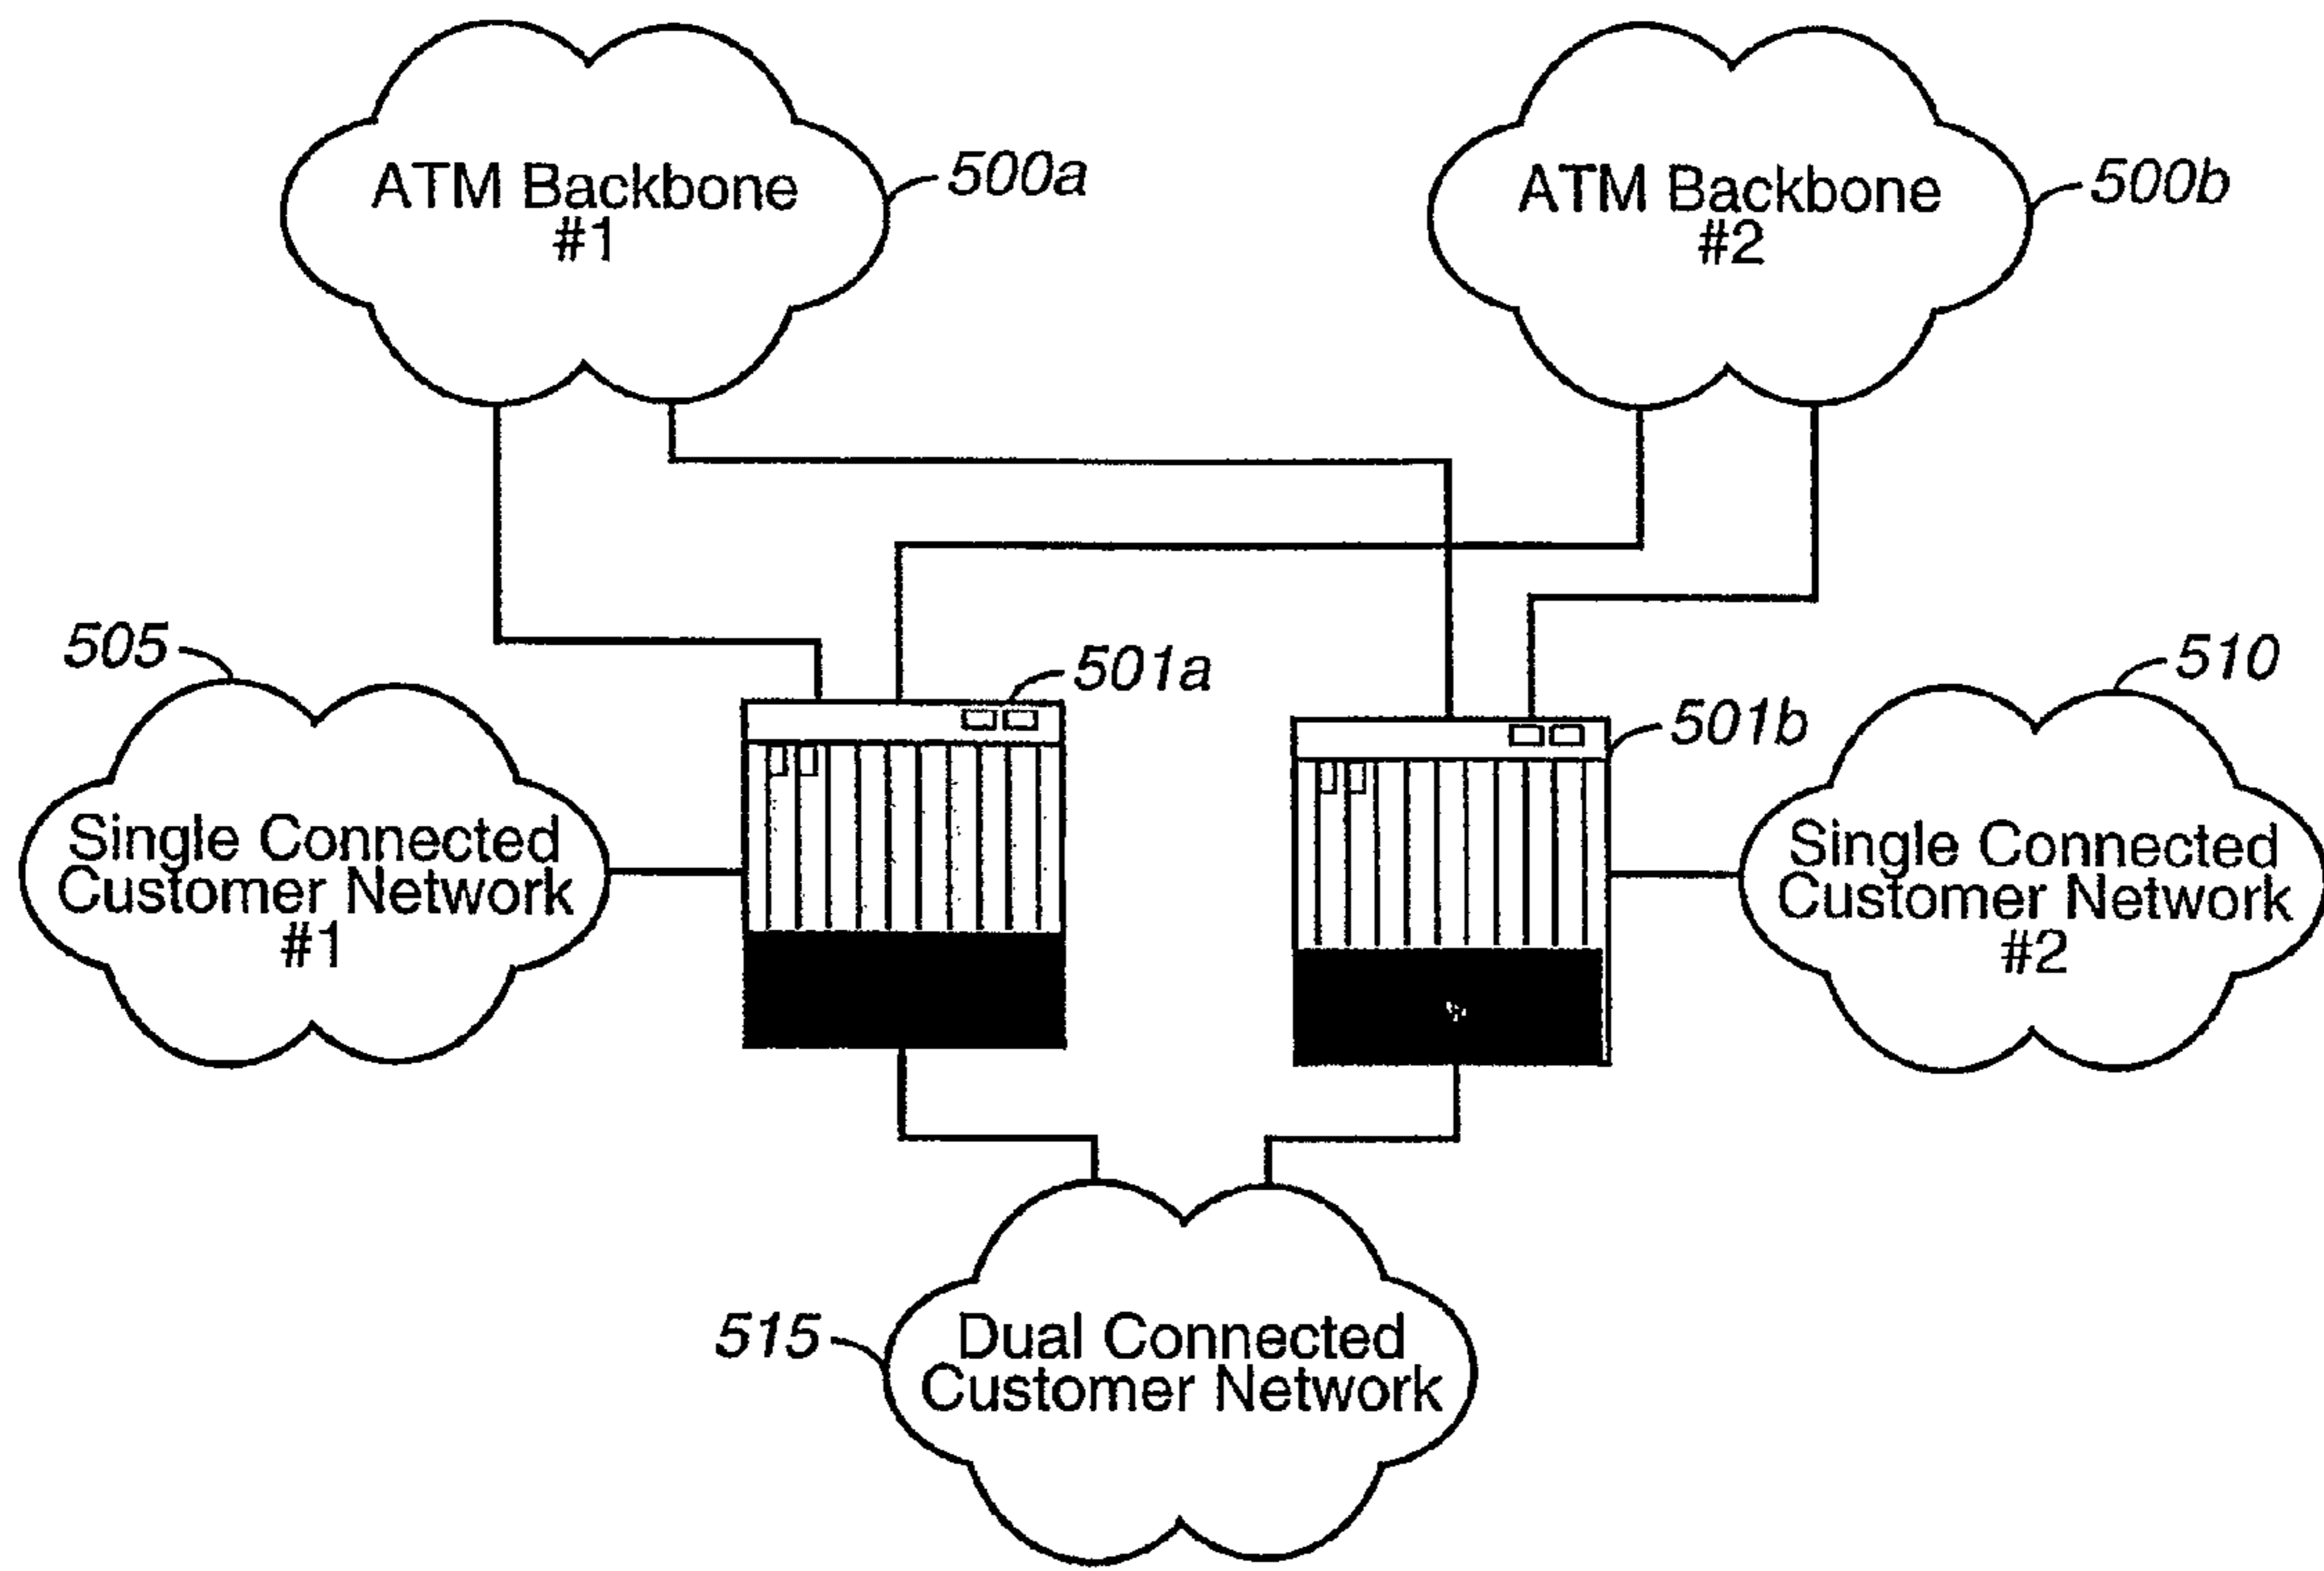 ATM Backbone
#1
500a
ATM Backbone
#2
500b
505
501a
510
501b
Single Connected
Customer Network
#1
Single Connected
Customer Network
#2
515
Dual Connected
Customer Network